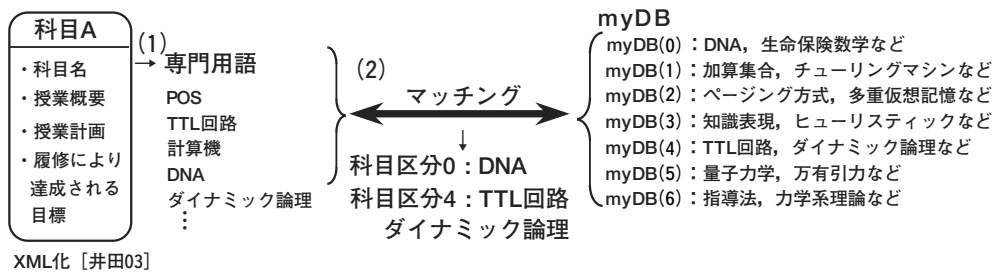 科目A
・科目名
・授業概要
・授業計画
・履修により
達成される
目標
XML化［井田03］
(1)
→
専門用語
POS
TTL回路
計算機
DNA
ダイナミック論理
⋮
(2)
マッチング
↓
科目区分0：DNA
科目区分4：TTL回路
ダイナミック論理
myDB
myDB(0)：DNA，生命保険数学など
myDB(1)：加算集合，チューリングマシンなど
myDB(2)：ページング方式，多重仮想記憶など
myDB(3)：知識表現，ヒューリスティックなど
myDB(4)：TTL回路，ダイナミック論理など
myDB(5)：量子力学，万有引力など
myDB(6)：指導法，力学系理論など